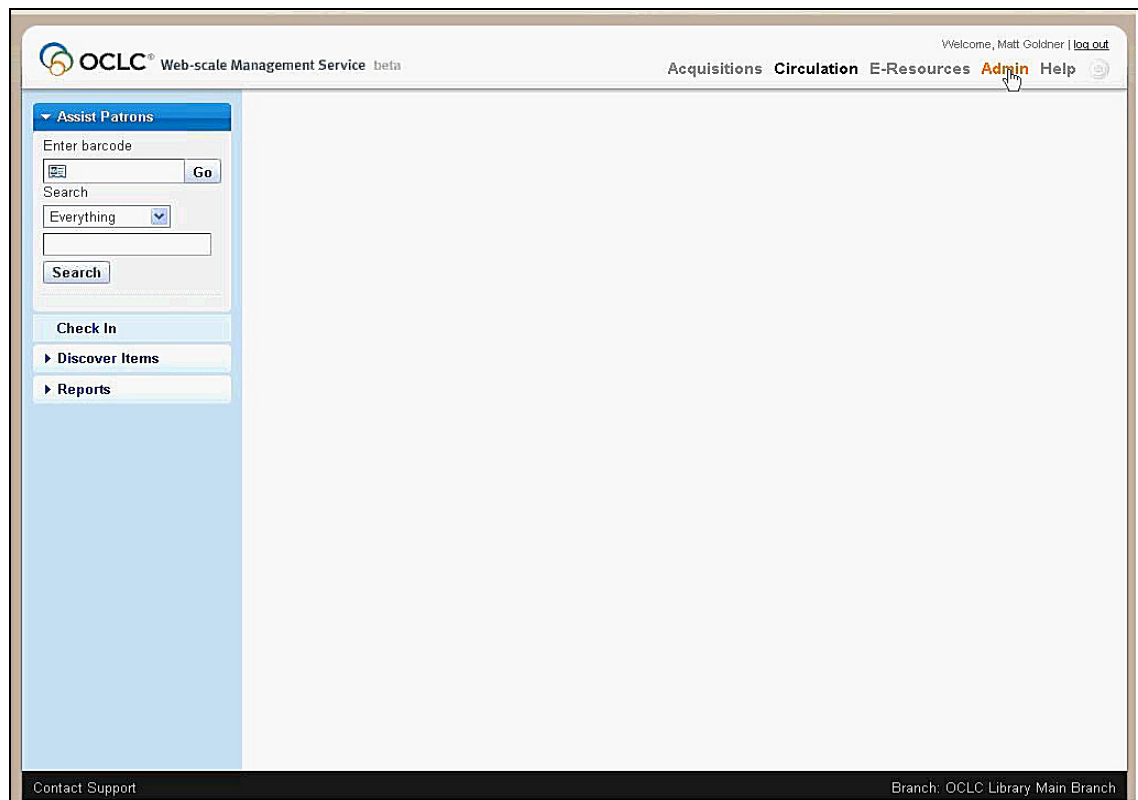 Welcome, Matt Goldner | log out
OCLC® Web-scale Management Service beta
Acquisitions Circulation E-Resources Admin Help
Assist Patrons
Enter barcode
Go
Search
Everything
Search
Check In
Discover Items
Reports
Contact Support
Branch: OCLC Library Main Branch